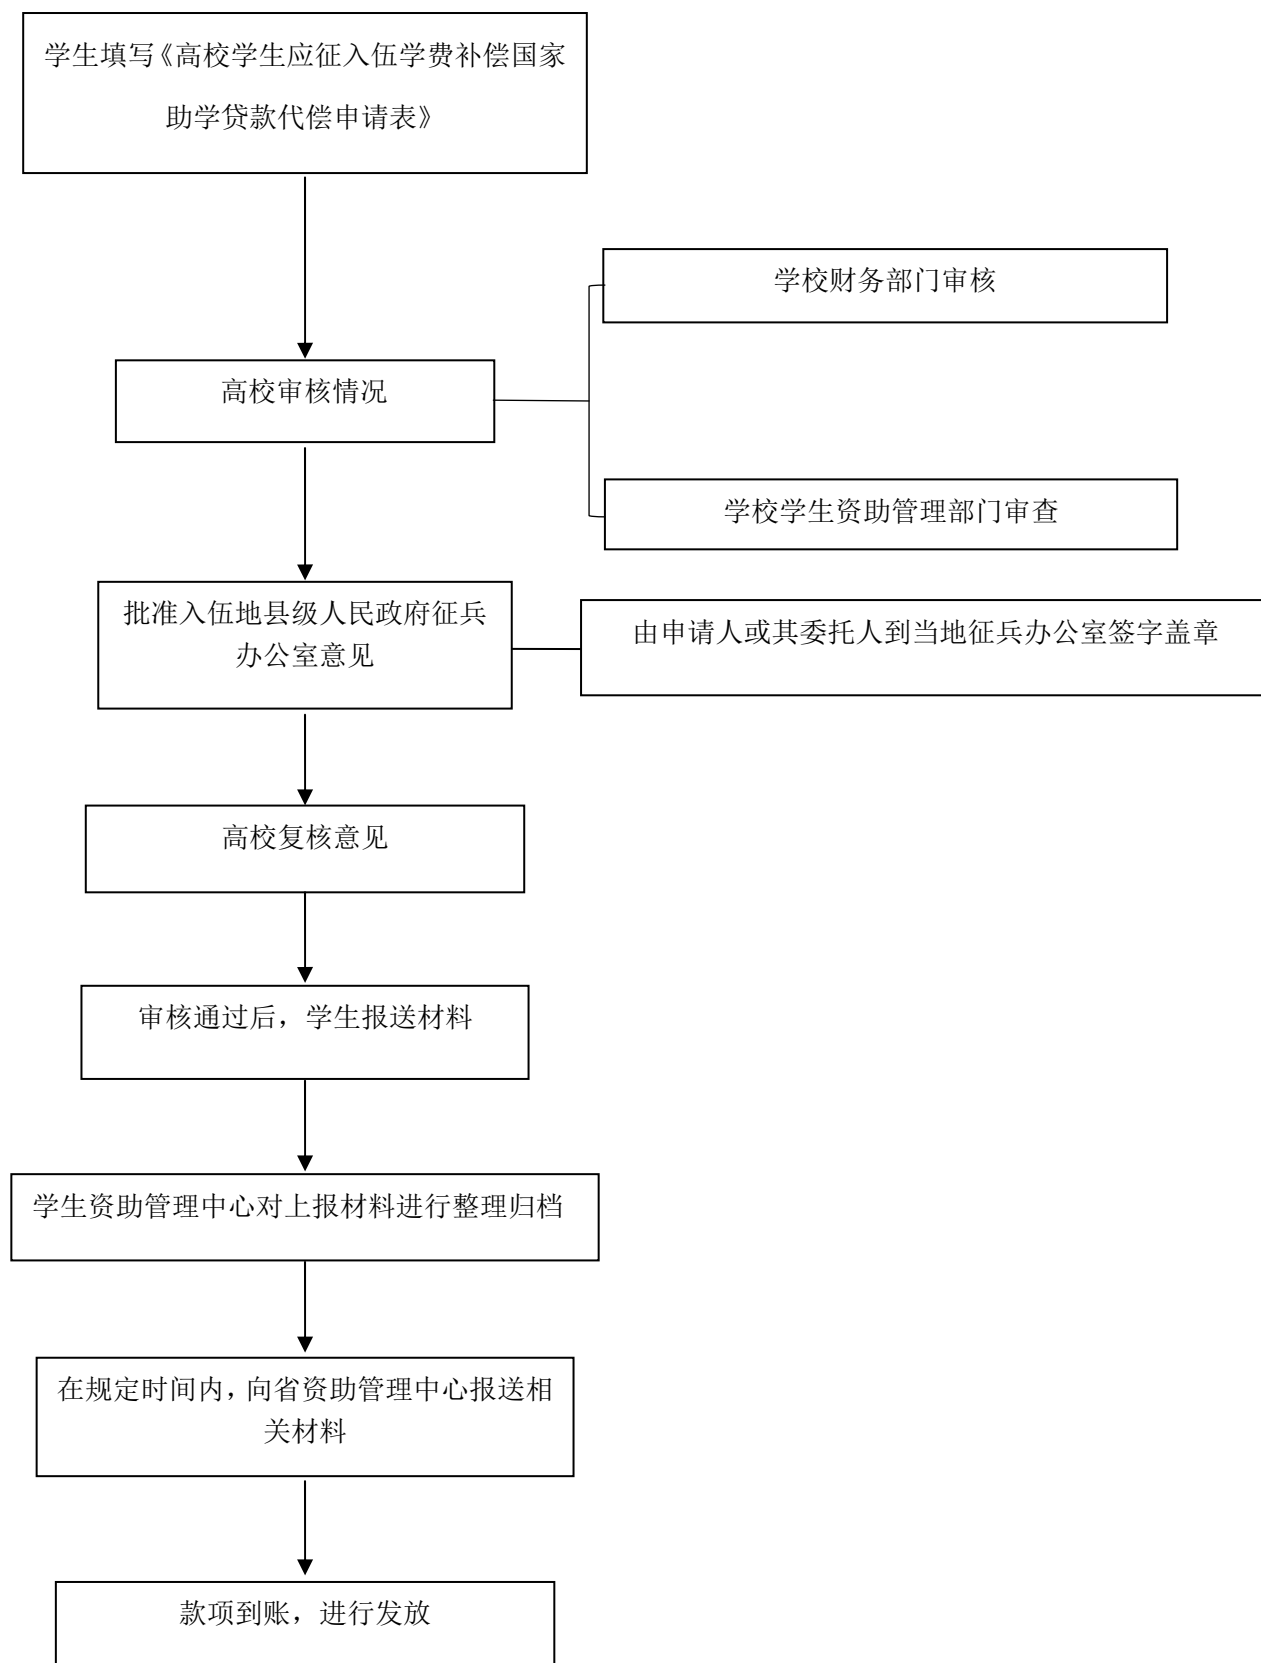 学生填写《高校学生应征入伍学费补偿国家
助学贷款代偿申请表》
学校财务部门审核
高校审核情况
学校学生资助管理部门审查
批准入伍地县级人民政府征兵
办公室意见
由申请人或其委托人到当地征兵办公室签字盖章
高校复核意见
审核通过后，学生报送材料
学生资助管理中心对上报材料进行整理归档
在规定时间内，向省资助管理中心报送相
关材料
款项到账，进行发放